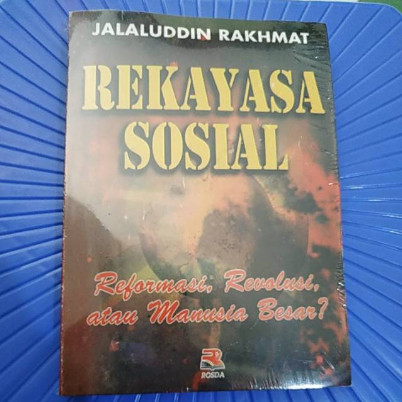 JALALUDDIN RAKHMAT
REKAYASA
SOSIAL
Reformasi, Revolusi,
atau Manusia Besar?
ROSDA